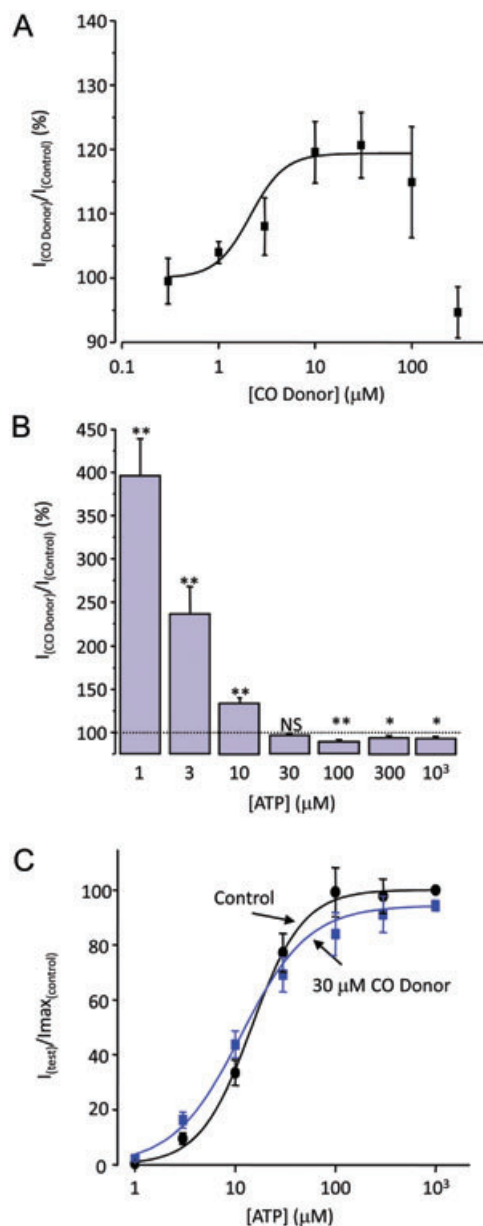 A
I(CO Donor)/I(Control) (%)
140
130
120
110
100
90
0.1 1 10 100
[CO Donor] (μM)
B
I(CO Donor)/I(Control) (%)
450
400
350
300
250
200
150
100
** ** ** NS ** * *
1 3 10 30 100 300 10³
[ATP] (μM)
C
I(test)/Imax(control)
100
80
60
40
20
0
Control
30 μM CO Donor
1 10 100 10³
[ATP] (μM)